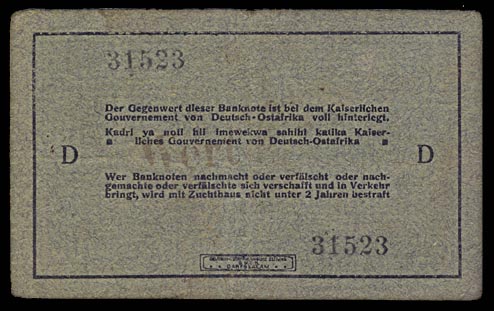 31523
Der Gegenwert dieser Banknote ist bei dem Kaiserlichen
Gouvernement von Deutsch-Ostafrika voll hinterlegt.
Kadri ya noti hii imewekwa sahihi katika Kaiser-
liches Gouvernement von Deutsch-Ostafrika
D D
Wer Banknoten nachmacht oder verfälscht oder nach-
gemachte oder verfälschte sich verschafft und in Verkehr
bringt, wird mit Zuchthaus nicht unter 2 Jahren bestraft
31523
DARESSALAM